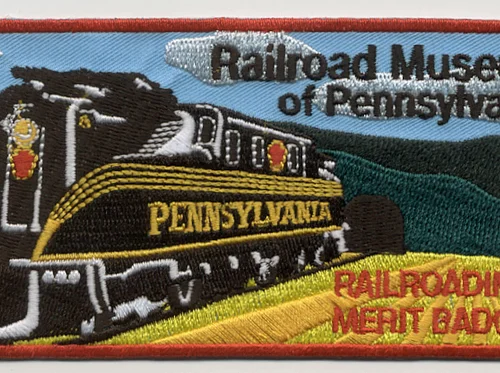 Railroad Muse
of Pennsylva
PENNSYLVANIA
RAILROADIN
MERIT BADG